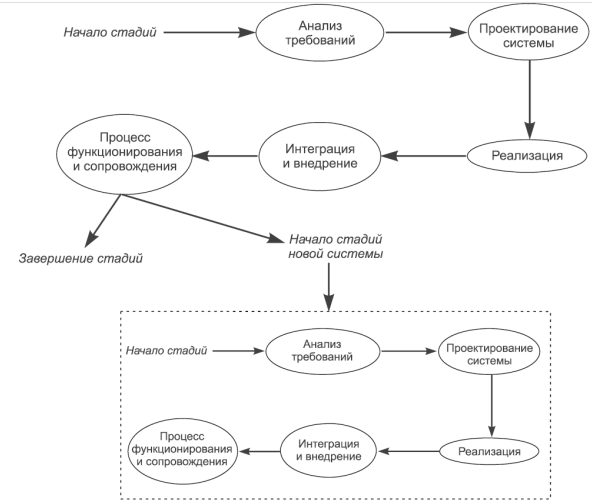 Начало стадий
Анализ
требований
Проектирование
системы
Процесс
функционирования
и сопровождения
Интеграция
и внедрение
Реализация
Завершение стадий
Начало стадий
новой системы
Начало стадий
Анализ
требований
Проектирование
системы
Процесс
функционирования
и сопровождения
Интеграция
и внедрение
Реализация